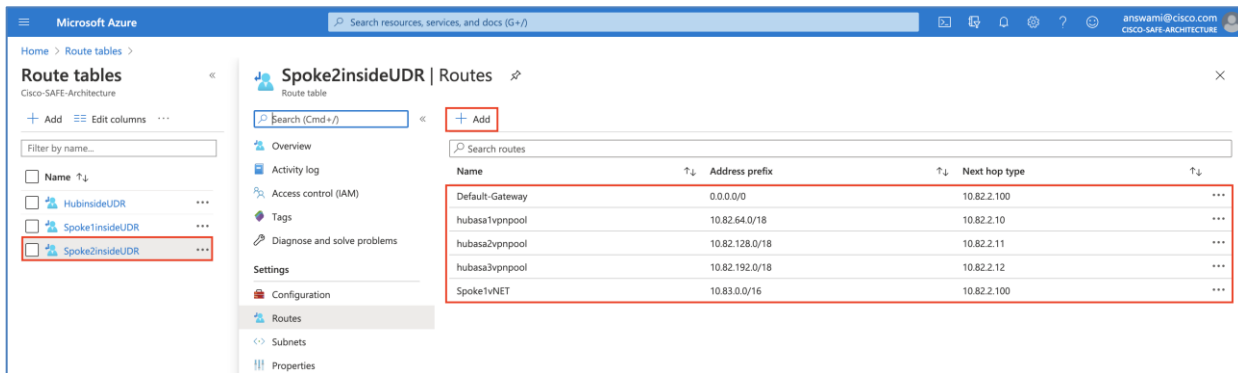 Microsoft Azure
Search resources, services, and docs (G+/)
answami@cisco.com
CISCO-SAFE-ARCHITECTURE
Home > Route tables >
Route tables
Cisco-SAFE-Architecture
+ Add Edit columns ...
Filter by name...
Name ↑↓
HubinsideUDR ...
Spoke1insideUDR ...
Spoke2insideUDR ...
Spoke2insideUDR | Routes
Route table
Search (Cmd+/)
Overview
Activity log
Access control (IAM)
Tags
Diagnose and solve problems
Settings
Configuration
Routes
Subnets
Properties
+ Add
Search routes
Name ↑↓ Address prefix ↑↓ Next hop type ↑↓
Default-Gateway 0.0.0.0/0 10.82.2.100 ...
hubasa1vpnpool 10.82.64.0/18 10.82.2.10 ...
hubasa2vpnpool 10.82.128.0/18 10.82.2.11 ...
hubasa3vpnpool 10.82.192.0/18 10.82.2.12 ...
Spoke1vNET 10.83.0.0/16 10.82.2.100 ...